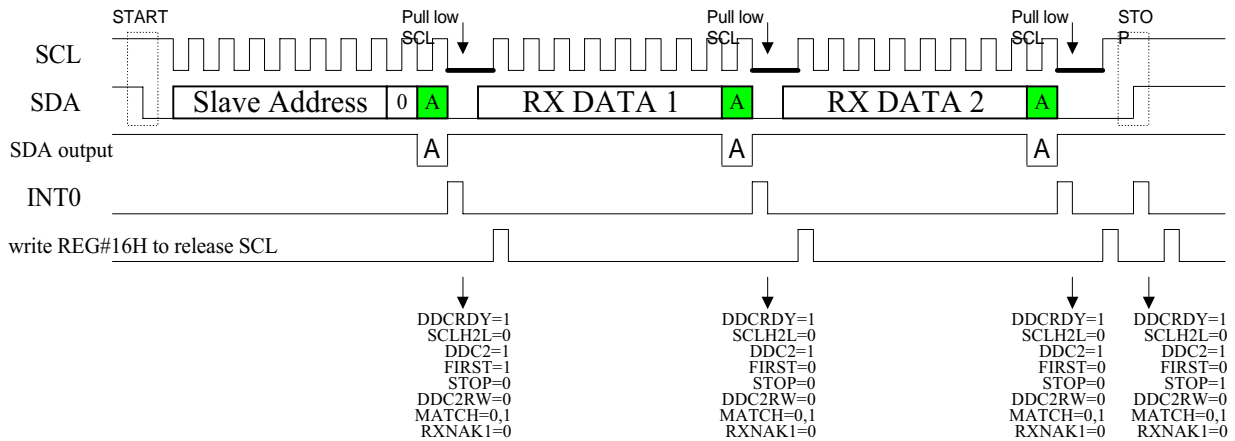 START
Pull low
SCL
Pull low
SCL
Pull low
SCL
STO
P
SCL
SDA
Slave Address
0
A
RX DATA 1
A
RX DATA 2
A
SDA output
A
A
A
INT0
write REG#16H to release SCL
DDCRDY=1
SCLH2L=0
DDC2=1
FIRST=1
STOP=0
DDC2RW=0
MATCH=0,1
RXNAK1=0
DDCRDY=1
SCLH2L=0
DDC2=1
FIRST=0
STOP=0
DDC2RW=0
MATCH=0,1
RXNAK1=0
DDCRDY=1
SCLH2L=0
DDC2=1
FIRST=0
STOP=0
DDC2RW=0
MATCH=0,1
RXNAK1=0
DDCRDY=1
SCLH2L=0
DDC2=1
FIRST=0
STOP=1
DDC2RW=0
MATCH=0,1
RXNAK1=0